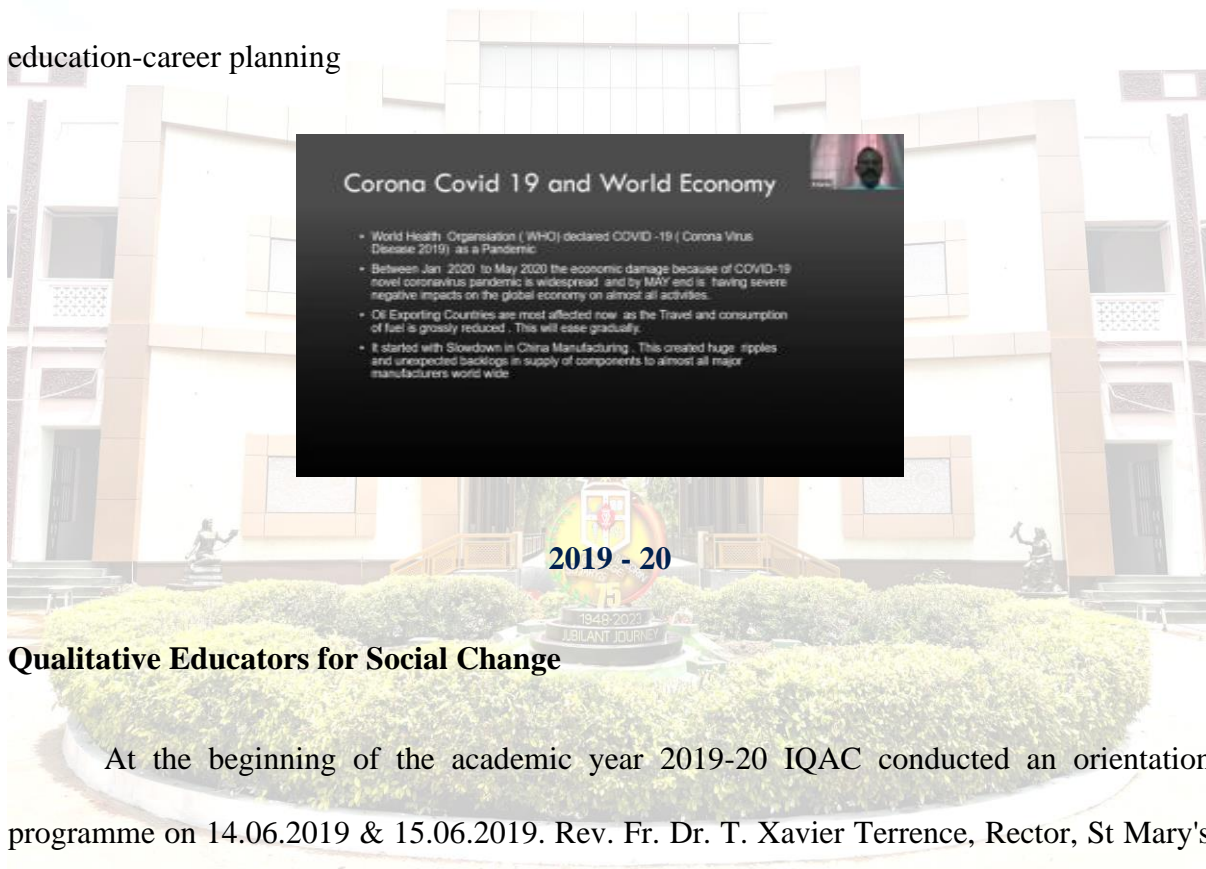 education-career planning
Corona Covid 19 and World Economy
• World Health Organsiation ( WHO) declared COVID -19 ( Corona Virus
Disease 2019) as a Pandemic
• Between Jan 2020 to May 2020 the economic damage because of COVID-19
novel coronavirus pandemic is widespread and by MAY end is having severe
negative impacts on the global economy on almost all activities.
• Oil Exporting Countries are most affected now as the Travel and consumption
of fuel is grossly reduced . This will ease gradually.
• It started with Slowdown in China Manufacturing . This created huge ripples
and unexpected backlogs in supply of components to almost all major
manufacturers world wide
2019 - 20
1948-2023
JUBILANT JOURNEY
Qualitative Educators for Social Change
At the beginning of the academic year 2019-20 IQAC conducted an orientation
programme on 14.06.2019 & 15.06.2019. Rev. Fr. Dr. T. Xavier Terrence, Rector, St Mary's